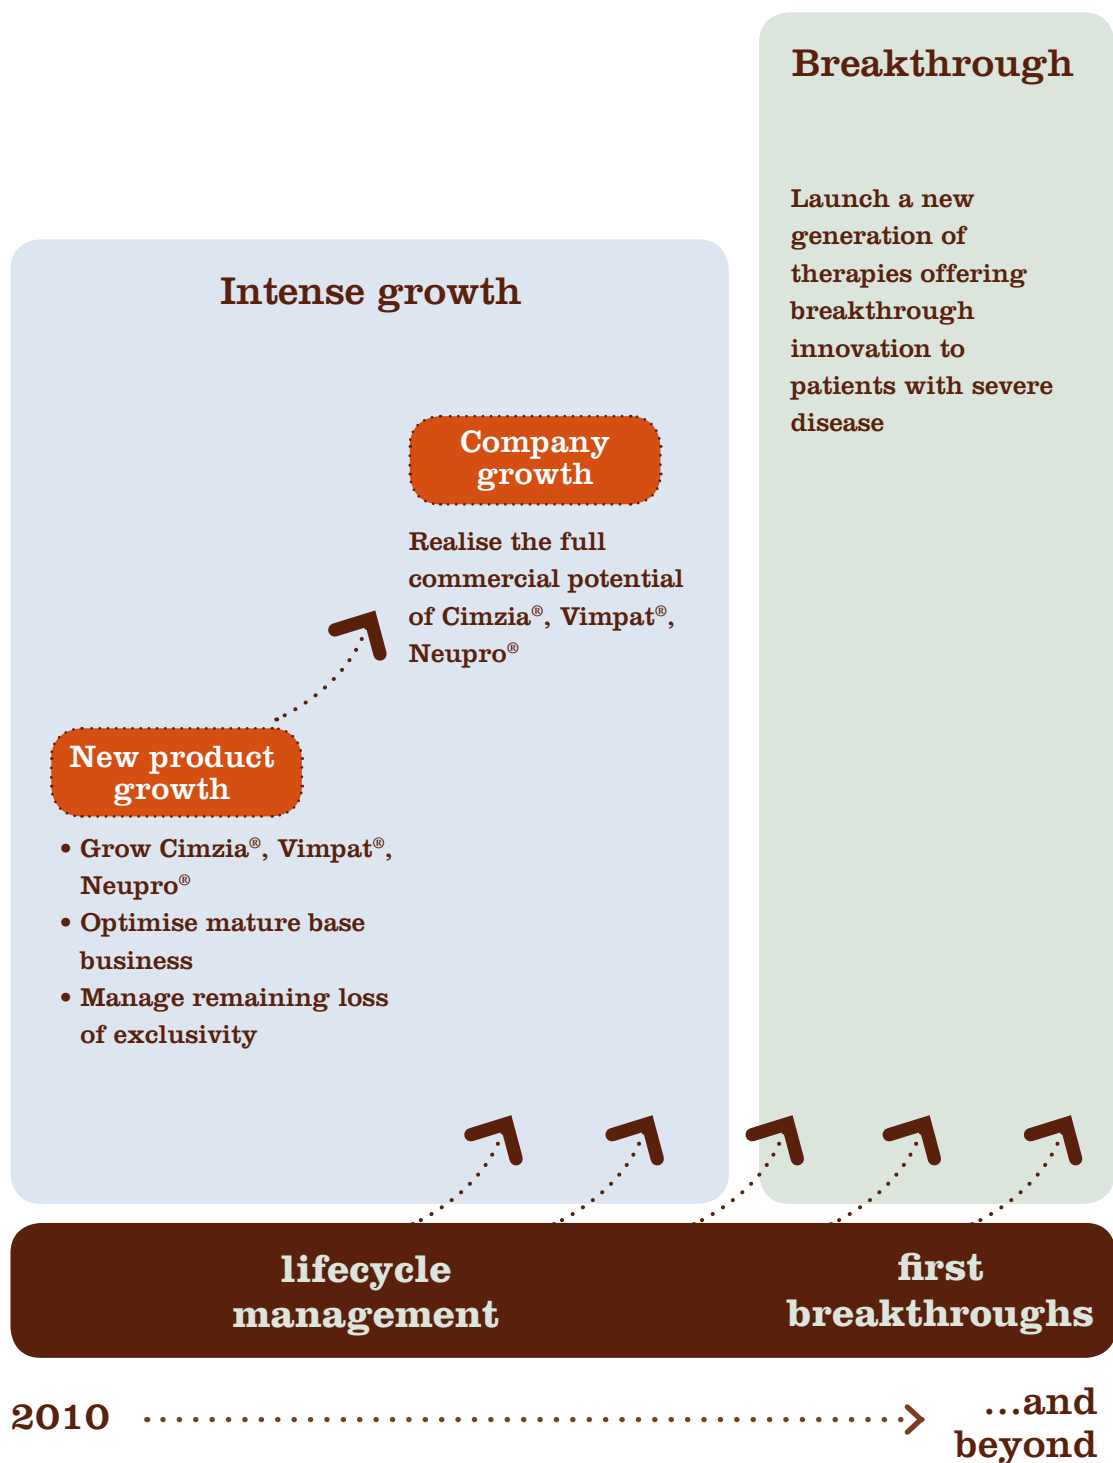 Breakthrough
Launch a new
generation of
therapies offering
breakthrough
innovation to
patients with severe
disease
Intense growth
Company
growth
Realise the full
commercial potential
of Cimzia®, Vimpat®,
Neupro®
New product
growth
• Grow Cimzia®, Vimpat®,
Neupro®
• Optimise mature base
business
• Manage remaining loss
of exclusivity
lifecycle
management
first
breakthroughs
2010
...and
beyond